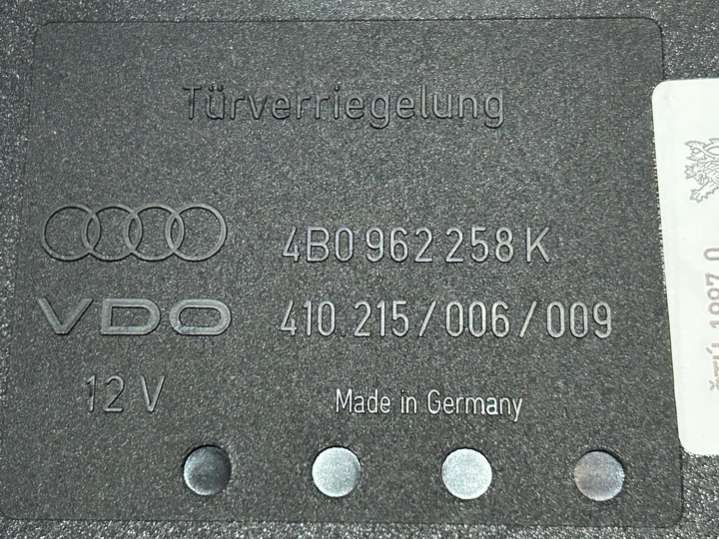 Türverriegelung
4B0 962 258 K
VDO 410.215/006/009
12 V
Made in Germany